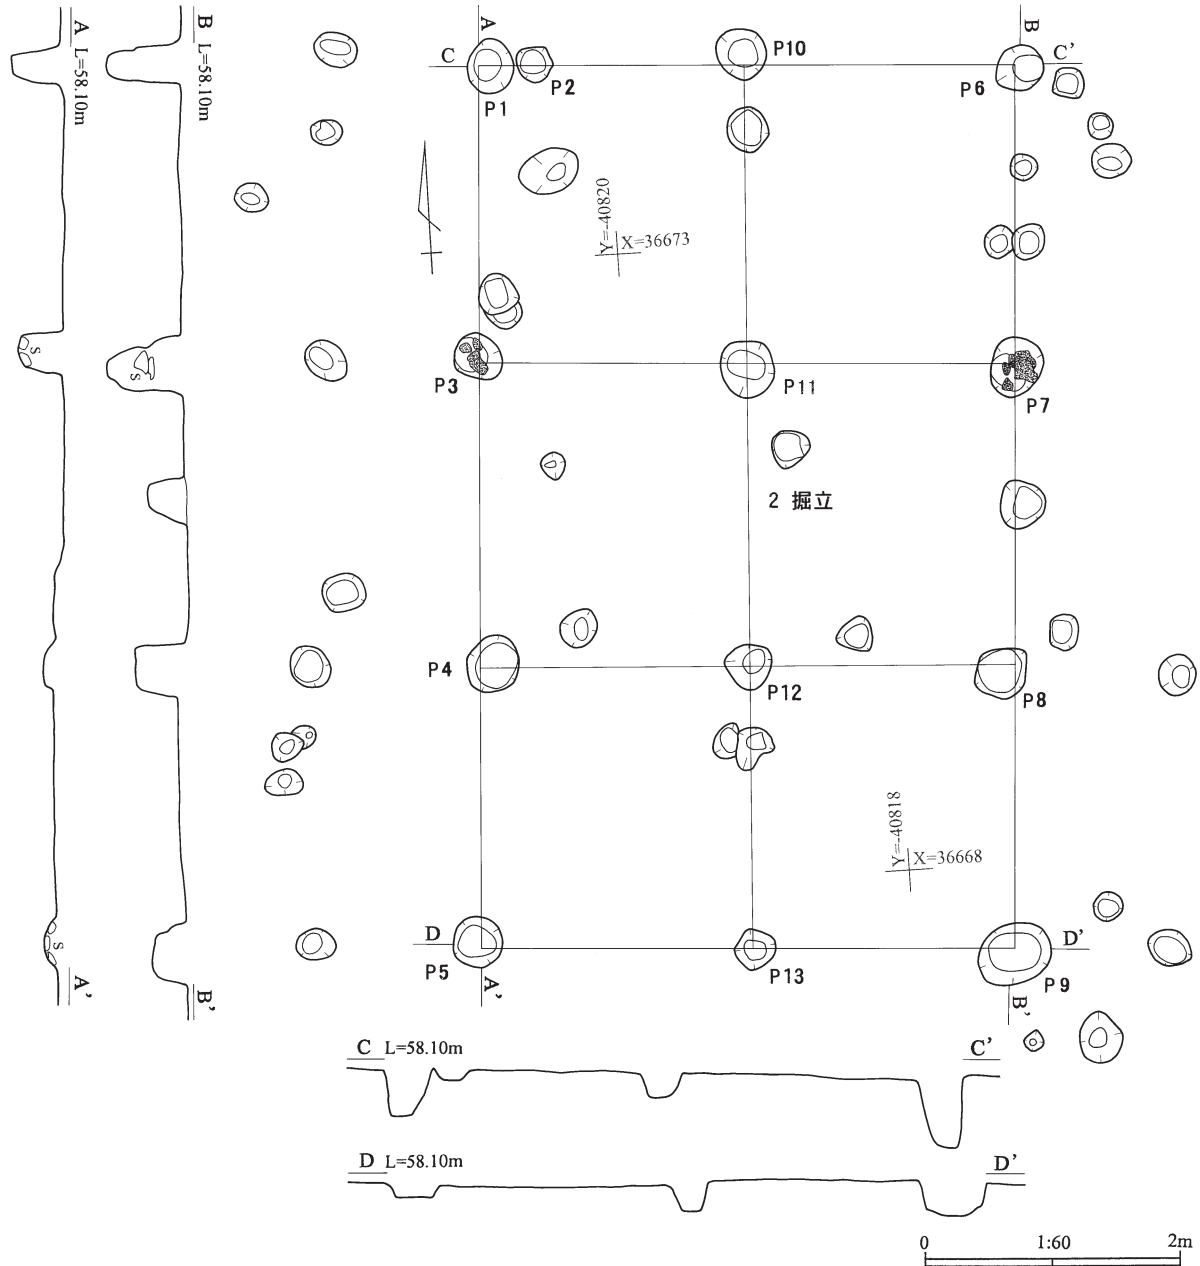 A L=58.10m
B L=58.10m
A
B
C
C'
P1
P2
P10
P6
Y=-40820
X=36673
P3
P11
P7
S
S
2 掘立
P4
P12
P8
Y=-40818
X=36668
D
D'
P5
P13
P9
S
A'
B'
A'
B'
C L=58.10m
C'
D L=58.10m
D'
0 1:60 2m